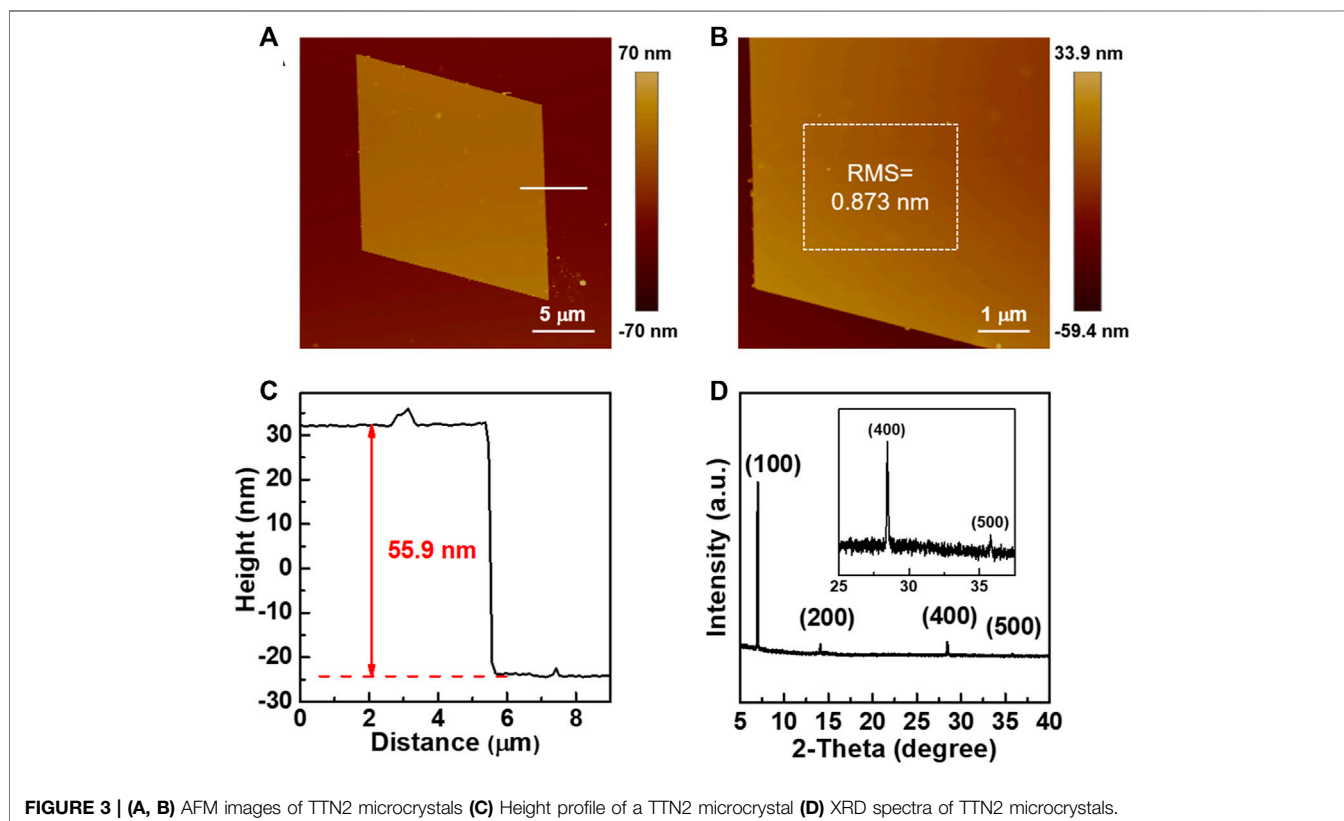 A
70 nm
5 μm
-70 nm
B
33.9 nm
RMS=
0.873 nm
1 μm
-59.4 nm
C
Height (nm)
30
20
10
0
-10
-20
-30
55.9 nm
0 2 4 6 8
Distance (μm)
D
Intensity (a.u.)
(100)
(200)
(400)
(500)
(400)
(500)
25 30 35
5 10 15 20 25 30 35 40
2-Theta (degree)
FIGURE 3 | (A, B) AFM images of TTN2 microcrystals (C) Height profile of a TTN2 microcrystal (D) XRD spectra of TTN2 microcrystals.